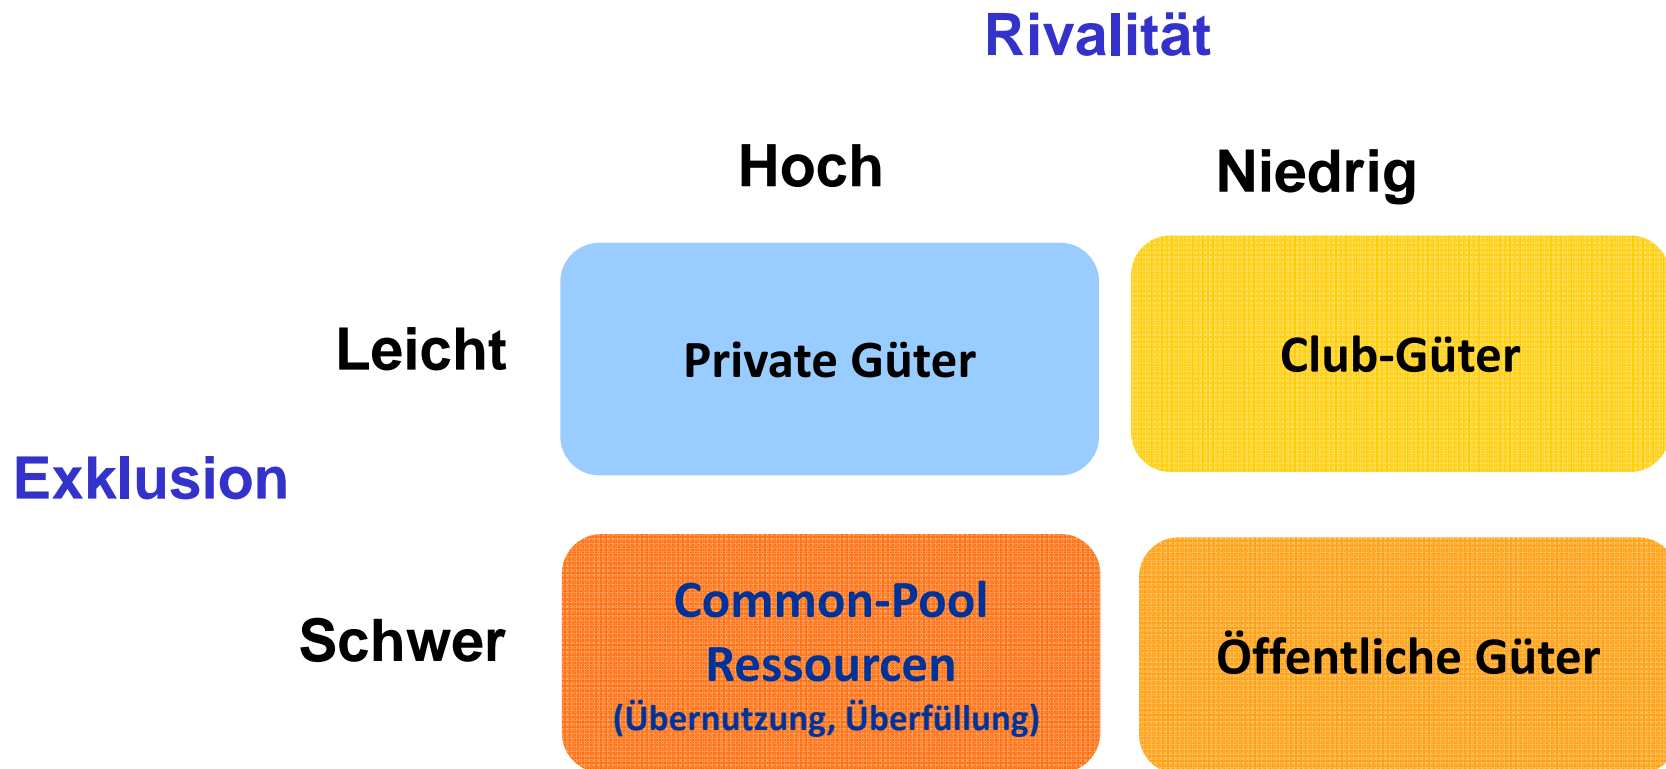 Rivalität
Hoch
Niedrig
Leicht
Private Güter
Club-Güter
Exklusion
Schwer
Common-Pool
Ressourcen
(Übernutzung, Überfüllung)
Öffentliche Güter